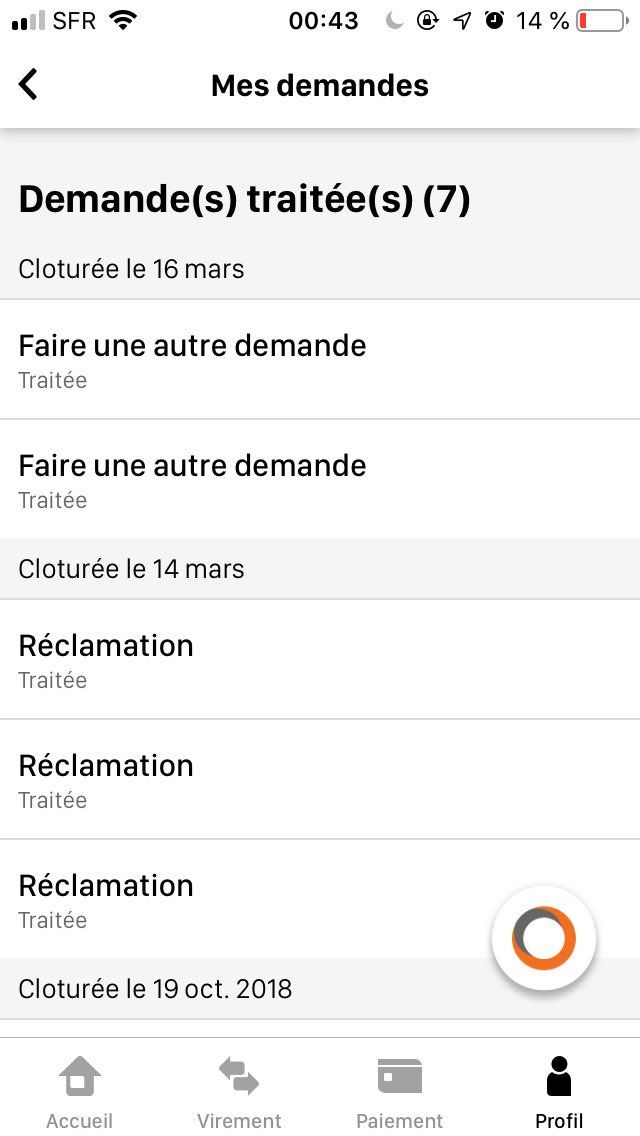 SFR 00:43 14 %
Mes demandes
Demande(s) traitée(s) (7)
Cloturée le 16 mars
Faire une autre demande
Traitée
Faire une autre demande
Traitée
Cloturée le 14 mars
Réclamation
Traitée
Réclamation
Traitée
Réclamation
Traitée
Cloturée le 19 oct. 2018
Accueil Virement Paiement Profil